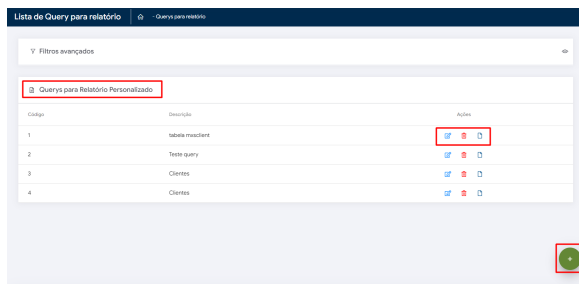 Lista de Query para relatório - Querys para relatório
Filtros avançados
Querys para Relatório Personalizado
Código Descrição Ações
1 tabela mxsclient
2 Teste query
3 Clientes
4 Clientes
+